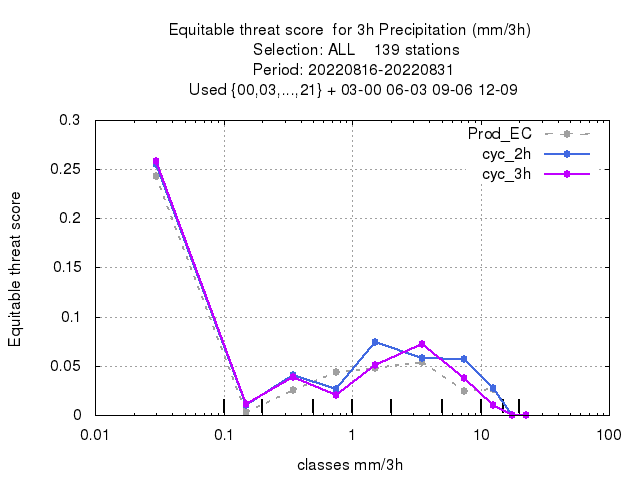 Equitable threat score  for 3h Precipitation (mm/3h)
Selection: ALL    139 stations
Period: 20220816-20220831
Used {00,03,...,21} + 03-00 06-03 09-06 12-09
Prod_EC
cyc_2h
cyc_3h
0.3
0.25
0.2
0.15
0.1
0.05
0
Equitable threat score
0.01
0.1
1
10
100
classes mm/3h